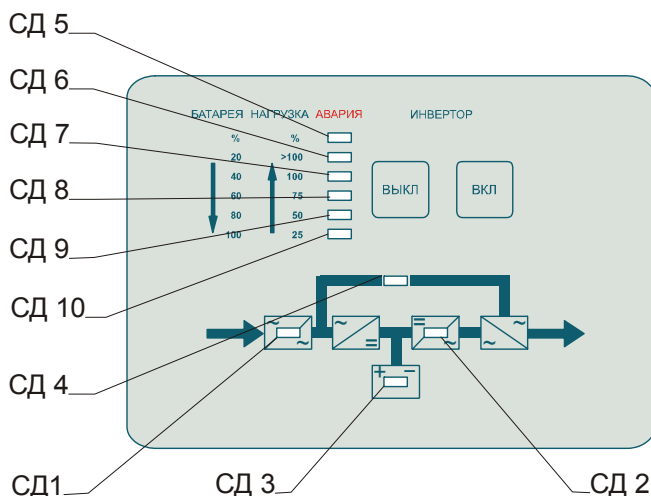 СД 5
СД 6
БАТАРЕЯ НАГРУЗКА АВАРИЯ ИНВЕРТОР
СД 7
% %
20 >100
40 100
СД 8
60 75
ВЫКЛ ВКЛ
80 50
СД 9
100 25
СД 10
~ ~ ~ = = ~ ~ ~
+ −
СД 4
СД1 СД 3 СД 2